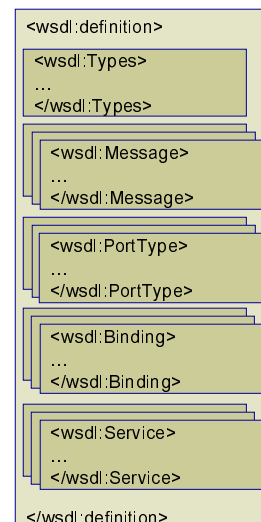 <wsdl:definition>
<wsdl:Types>
...
</wsdl:Types>
<wsdl:Message>
...
</wsdl:Message>
<wsdl:PortType>
...
</wsdl:PortType>
<wsdl:Binding>
...
</wsdl:Binding>
<wsdl:Service>
...
</wsdl:Service>
</wsdl:definition>